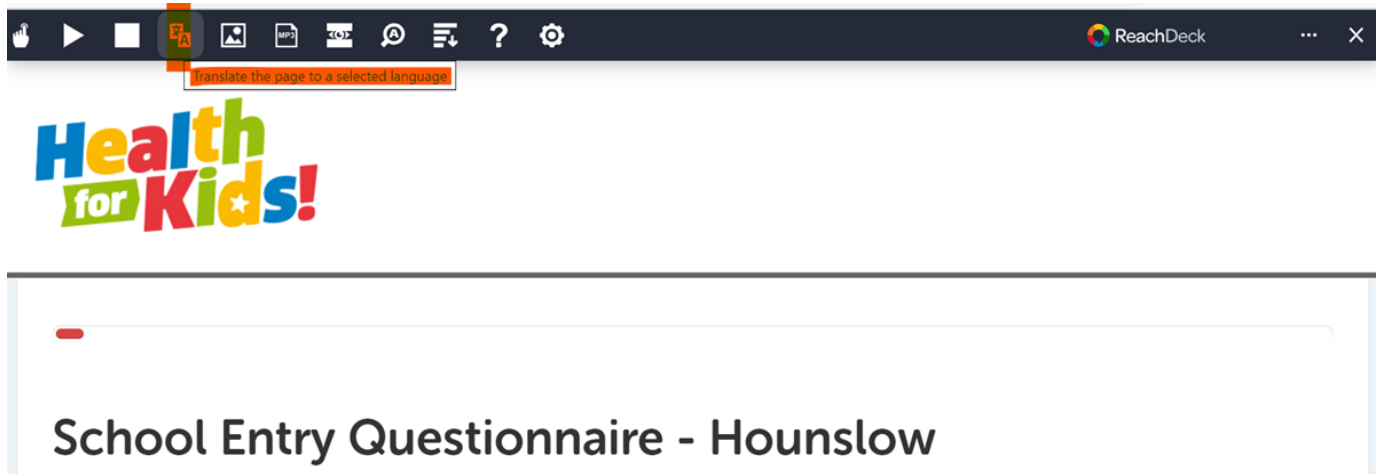 MP3
ReachDeck
Translate the page to a selected language
Health
for Kids!
School Entry Questionnaire - Hounslow